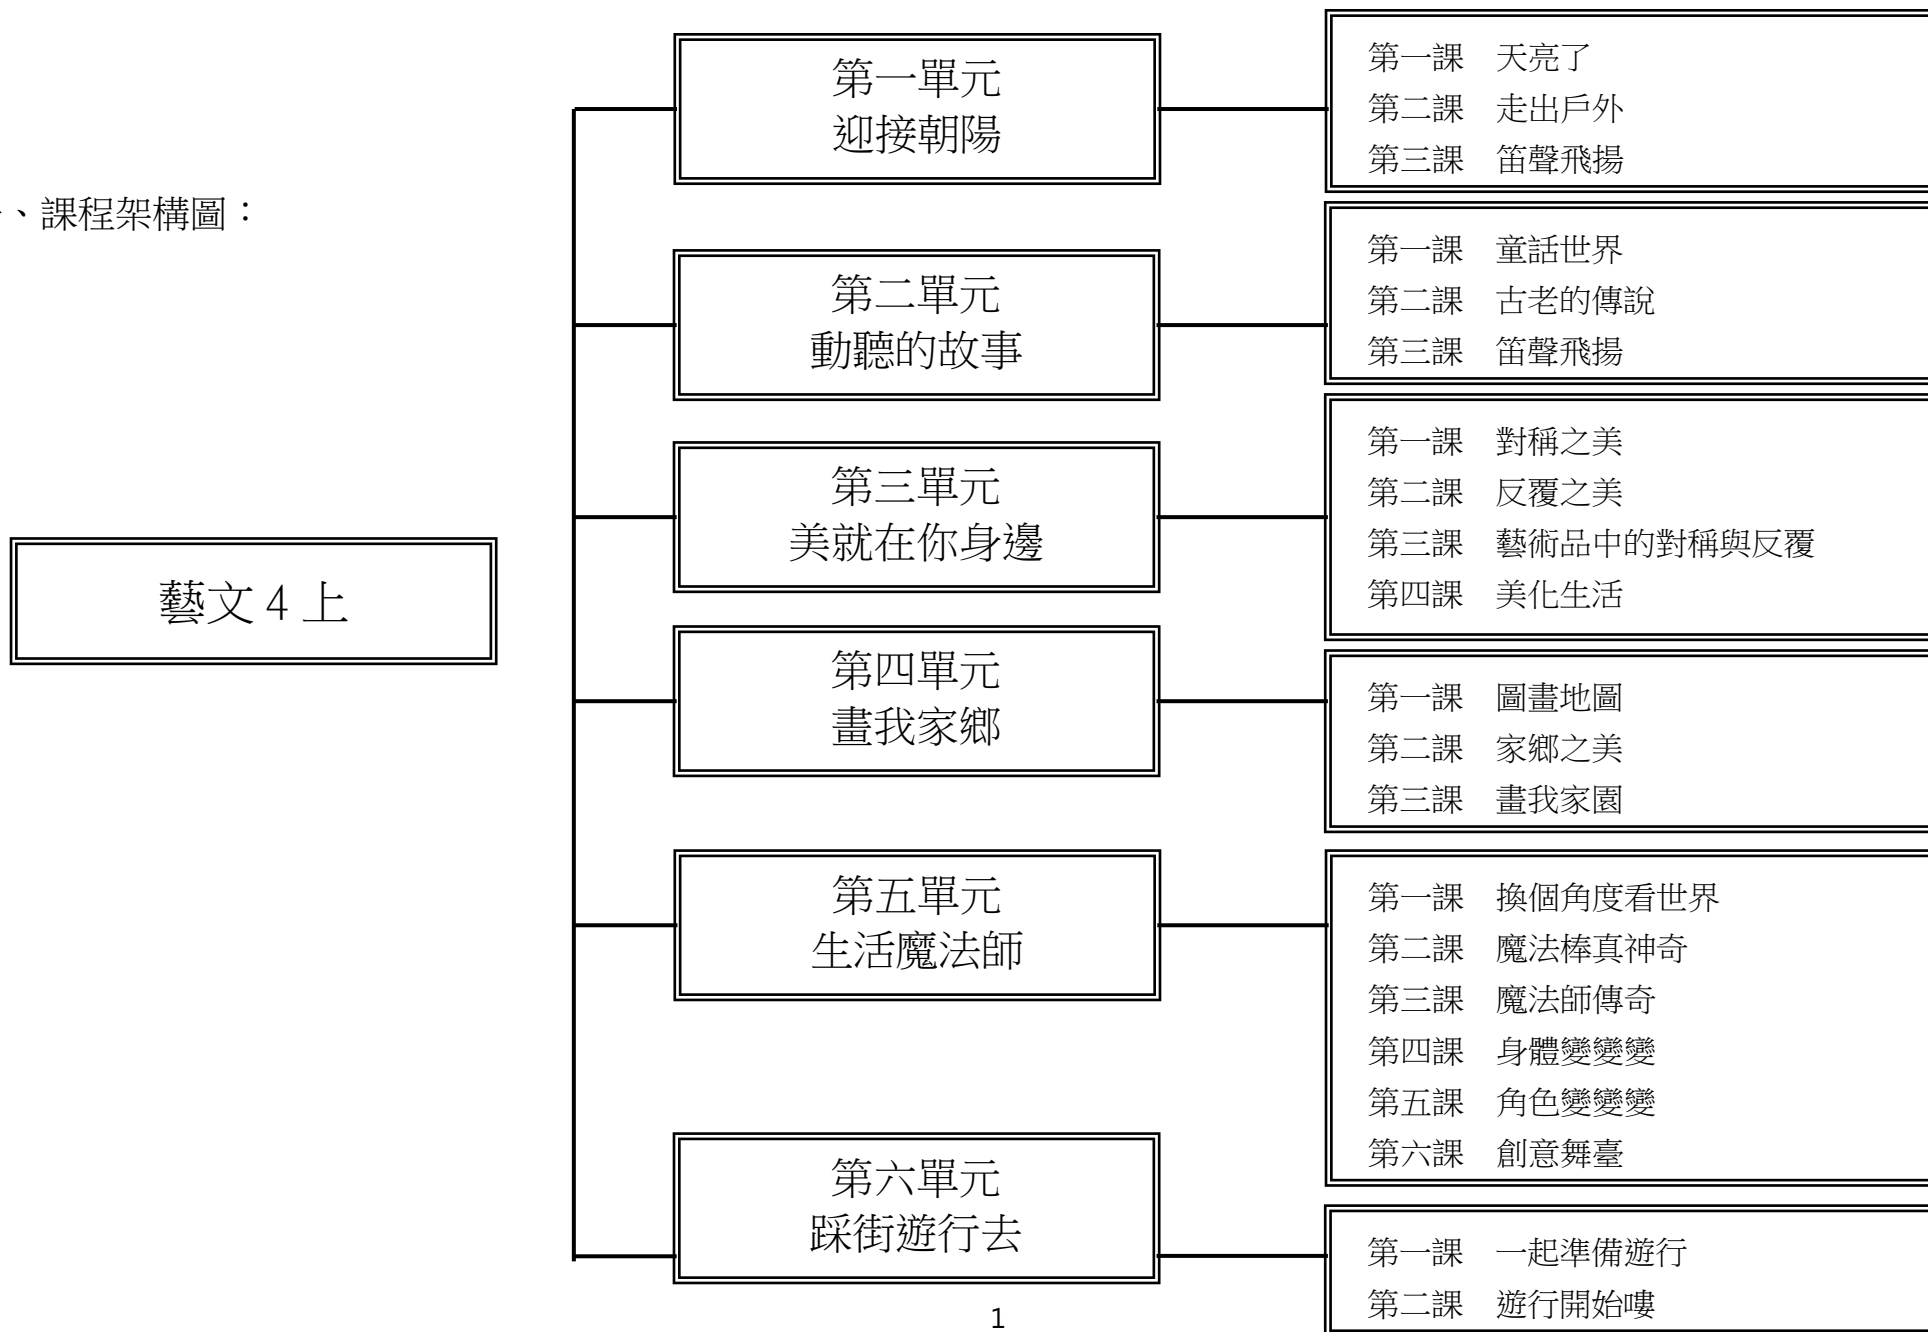 、課程架構圖：
藝文 4 上
第一單元
迎接朝陽
第一課 天亮了
第二課 走出戶外
第三課 笛聲飛揚
第二單元
動聽的故事
第一課 童話世界
第二課 古老的傳說
第三課 笛聲飛揚
第三單元
美就在你身邊
第一課 對稱之美
第二課 反覆之美
第三課 藝術品中的對稱與反覆
第四課 美化生活
第四單元
畫我家鄉
第一課 圖畫地圖
第二課 家鄉之美
第三課 畫我家園
第五單元
生活魔法師
第一課 換個角度看世界
第二課 魔法棒真神奇
第三課 魔法師傳奇
第四課 身體變變變
第五課 角色變變變
第六課 創意舞臺
第六單元
踩街遊行去
第一課 一起準備遊行
第二課 遊行開始嘍
1